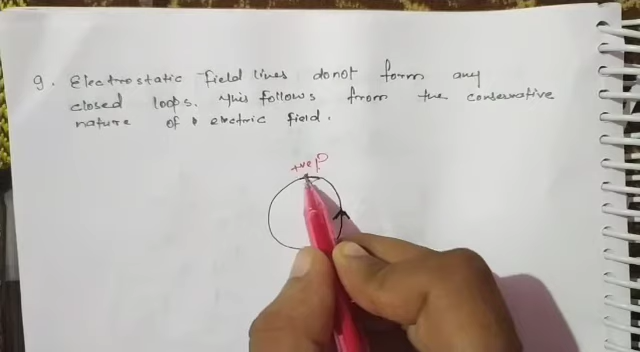 9. Electrostatic field lines donot form any
closed loops. This follows from the conservative
nature of electric field.
+ve P